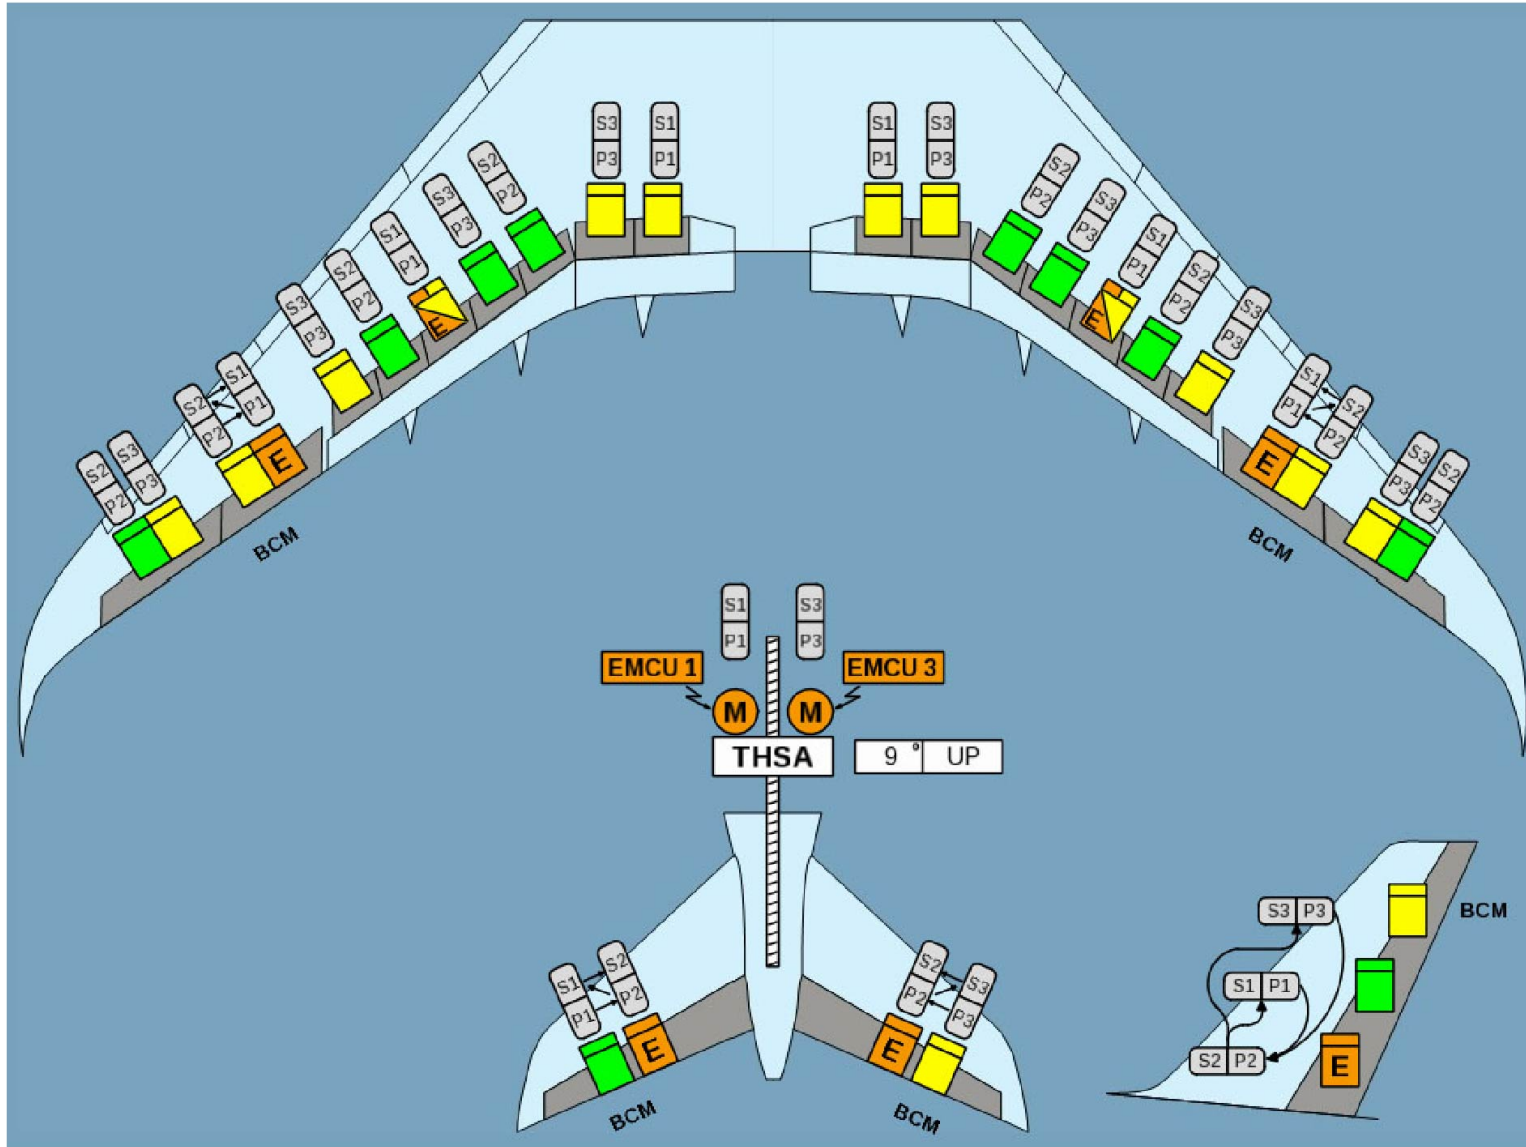 S3 S1 S1 S3
P3 P1 P1 P3
S2 S2
P2 P2
S3 S3
P3 P3
S1 S1
P1 P1
E E
S2 S2
P2 P2
S3 S3
P3 P3
S1 S1
P1 P1
S2 S2
P2 P2
E E
S3 S3
P3 P3
S2 S2
P2 P2
BCM BCM
S1 S3
P1 P3
EMCU 1 EMCU 3
M M
THSA 9 ° UP
S3 P3 BCM
S1 P1
S2 P2
E
S2 S2
P2 P2
S1 S3
P1 P3
E E
BCM BCM